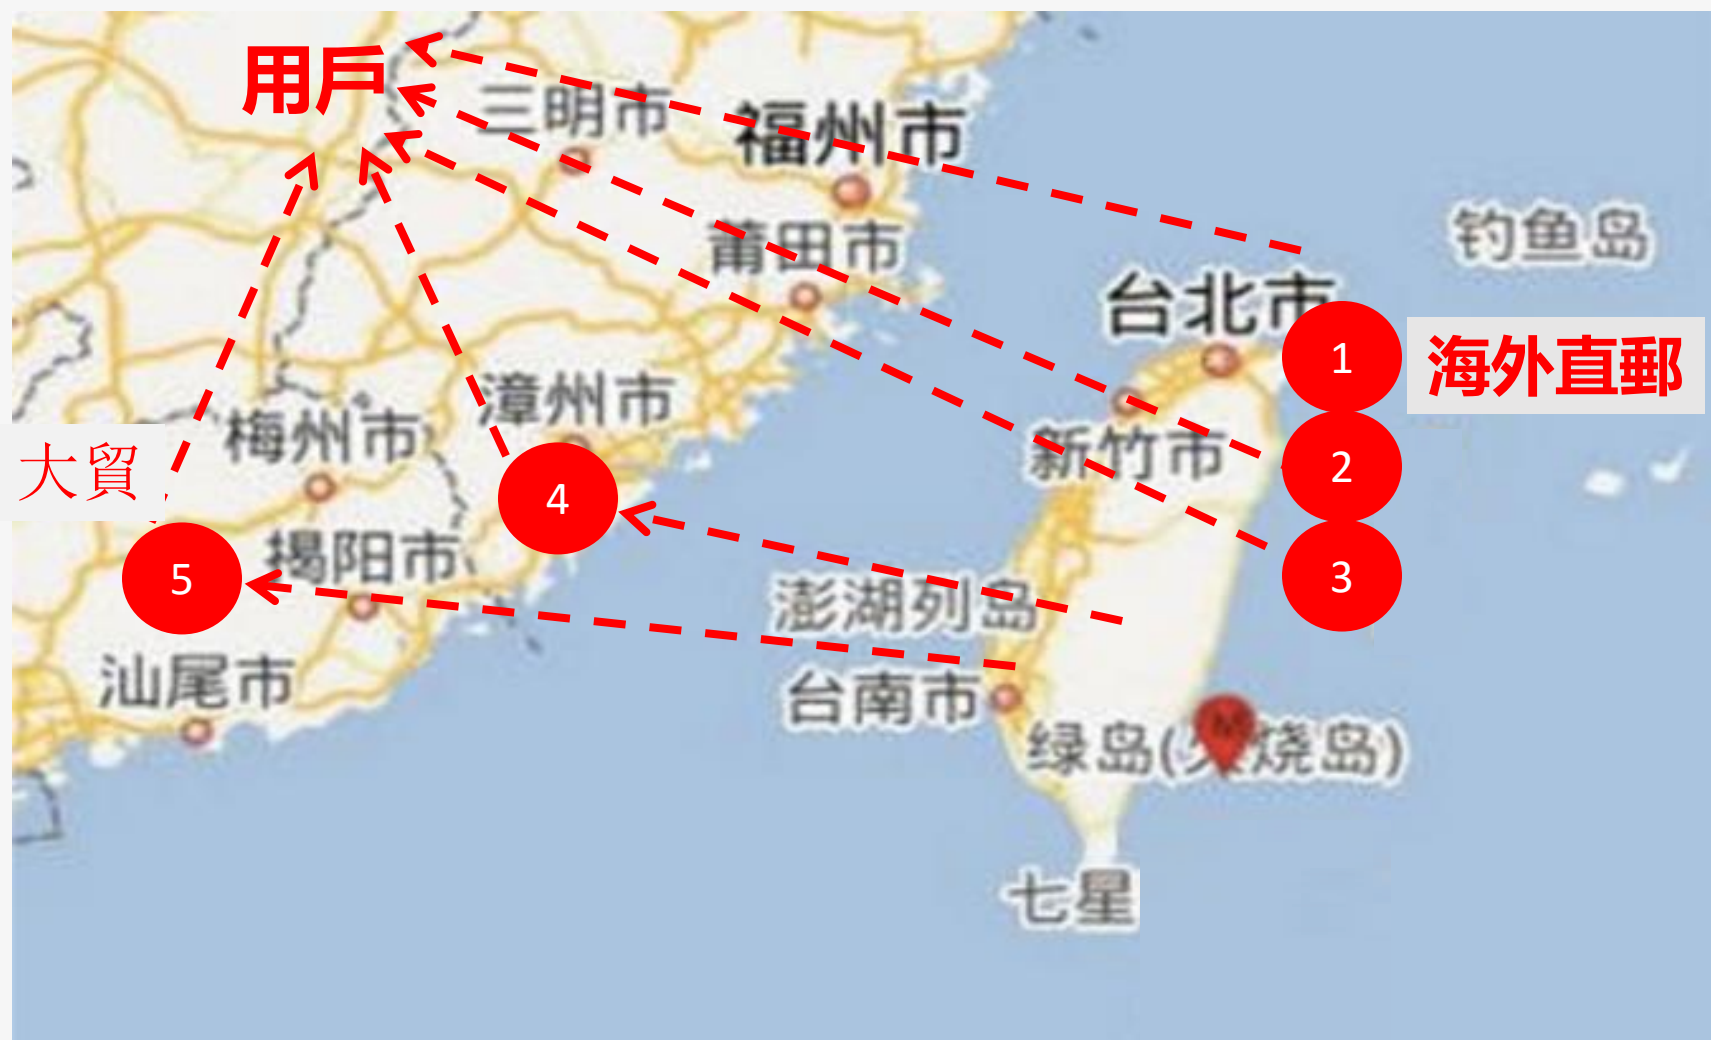 用戶
三明市
福州市
莆田市
钓鱼岛
台北市
1
海外直郵
漳州市
梅州市
新竹市
2
大貿
4
揭阳市
5
3
澎湖列岛
汕尾市
台南市
绿岛(火烧岛)
七星